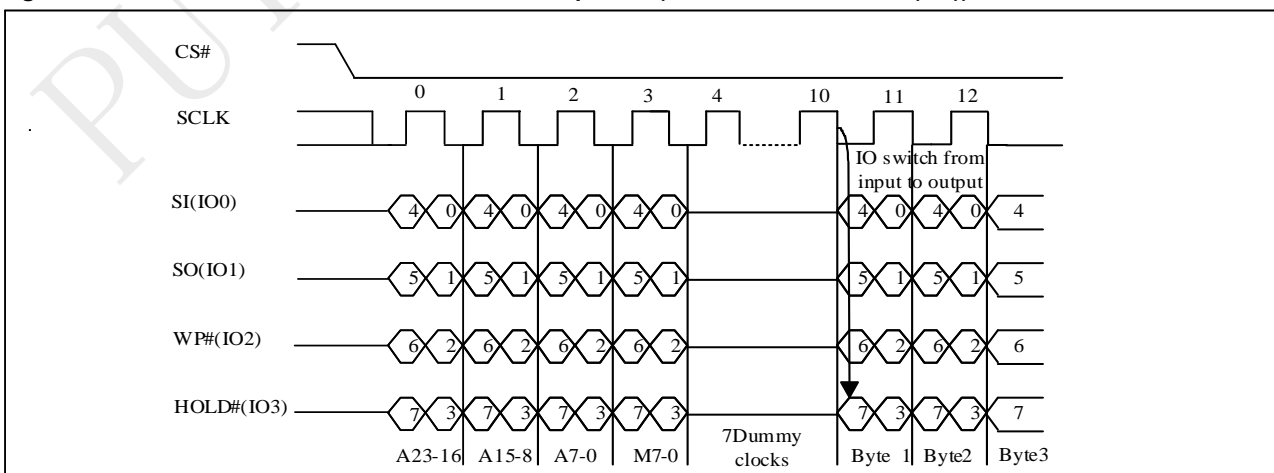 PUY
CS#
0 1 2 3 4 10 11 12
SCLK
IO switch from
input to output
SI(IO0) 4 0 4 0 4 0 4 0 4 0 4 0 4
SO(IO1) 5 1 5 1 5 1 5 1 5 1 5 1 5
WP#(IO2) 6 2 6 2 6 2 6 2 6 2 6 2 6
HOLD#(IO3) 7 3 7 3 7 3 7 3 7 3 7 3 7
7Dummy
clocks
A23-16 A15-8 A7-0 M7-0 Byte 1 Byte2 Byte3